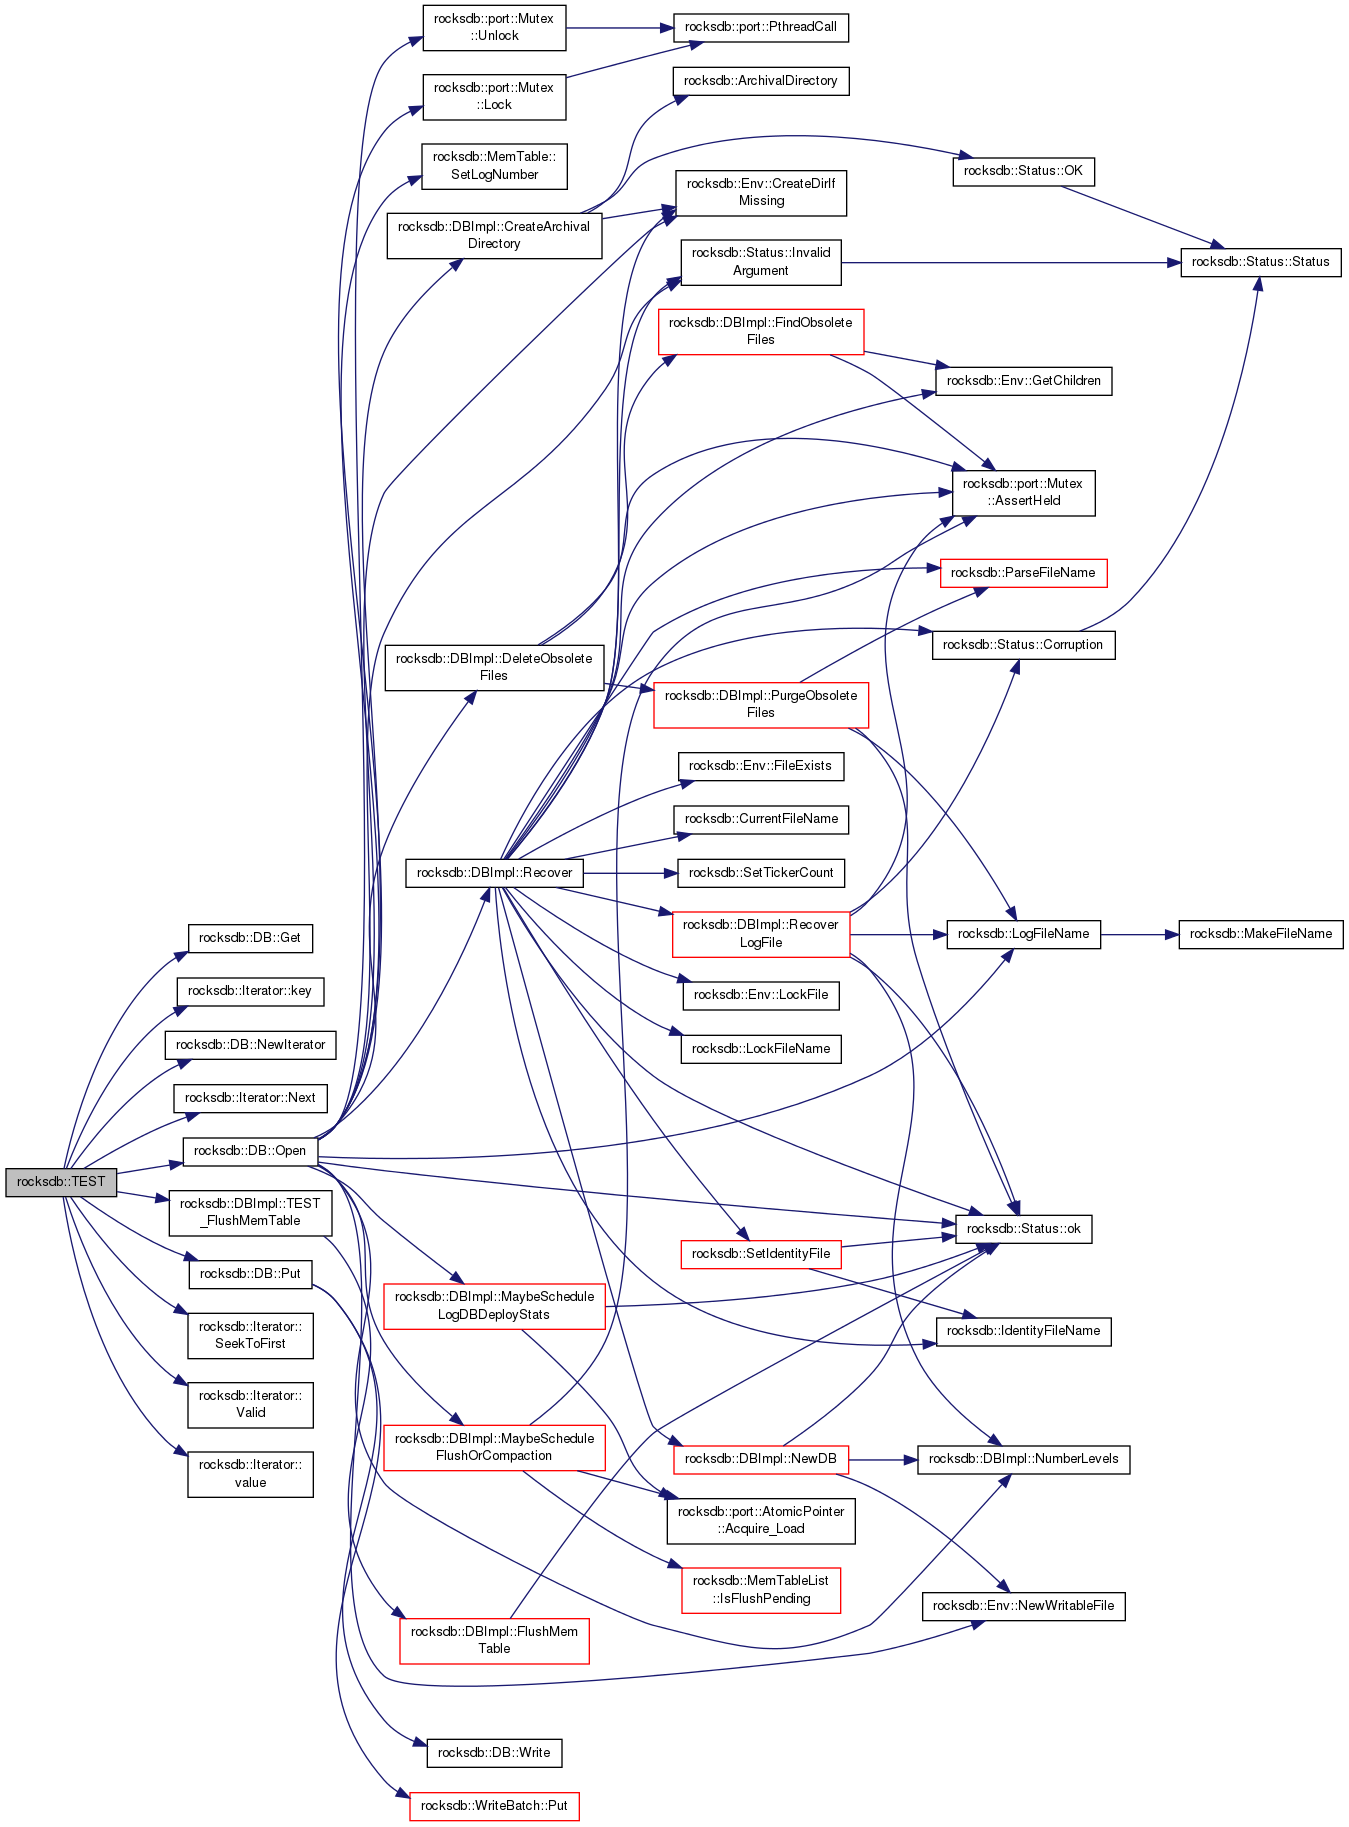 rocksdb::TEST
rocksdb::DB::Get
rocksdb::Iterator::key
rocksdb::DB::NewIterator
rocksdb::Iterator::Next
rocksdb::DB::Open
rocksdb::DBImpl::TEST
_FlushMemTable
rocksdb::DB::Put
rocksdb::Iterator::
SeekToFirst
rocksdb::Iterator::
Valid
rocksdb::Iterator::
value
rocksdb::port::Mutex
::Unlock
rocksdb::port::Mutex
::Lock
rocksdb::MemTable::
SetLogNumber
rocksdb::DBImpl::CreateArchival
Directory
rocksdb::DBImpl::DeleteObsolete
Files
rocksdb::DBImpl::Recover
rocksdb::DBImpl::MaybeSchedule
LogDBDeployStats
rocksdb::DBImpl::MaybeSchedule
FlushOrCompaction
rocksdb::DBImpl::FlushMem
Table
rocksdb::DB::Write
rocksdb::WriteBatch::Put
rocksdb::port::PthreadCall
rocksdb::ArchivalDirectory
rocksdb::Env::CreateDirIf
Missing
rocksdb::Status::Invalid
Argument
rocksdb::DBImpl::FindObsolete
Files
rocksdb::DBImpl::PurgeObsolete
Files
rocksdb::Env::FileExists
rocksdb::CurrentFileName
rocksdb::SetTickerCount
rocksdb::DBImpl::Recover
LogFile
rocksdb::Env::LockFile
rocksdb::LockFileName
rocksdb::SetIdentityFile
rocksdb::DBImpl::NewDB
rocksdb::port::AtomicPointer
::Acquire_Load
rocksdb::MemTableList
::IsFlushPending
rocksdb::Status::OK
rocksdb::Env::GetChildren
rocksdb::port::Mutex
::AssertHeld
rocksdb::ParseFileName
rocksdb::Status::Corruption
rocksdb::LogFileName
rocksdb::Status::ok
rocksdb::IdentityFileName
rocksdb::DBImpl::NumberLevels
rocksdb::Env::NewWritableFile
rocksdb::Status::Status
rocksdb::MakeFileName